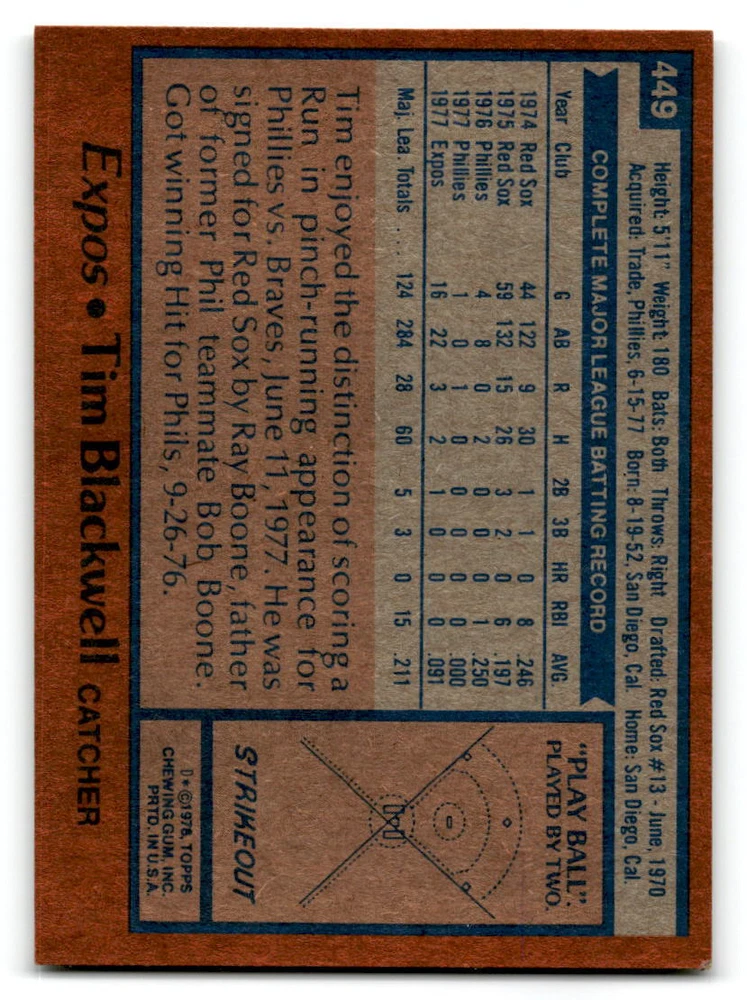 449
Height: 5'11" Weight: 180 Bats: Both Throws: Right Drafted: Red Sox #13 - June, 1970
Acquired: Trade, Phillies, 6-15-77 Born: 8-19-52, San Diego, Cal Home: San Diego, Cal.
COMPLETE MAJOR LEAGUE BATTING RECORD
Year Club G AB R H 2B 3B HR RBI AVG.
1974 Red Sox 44 122 9 30 1 1 0 8 .246
1975 Red Sox 59 132 15 26 3 2 0 6 .197
1976 Phillies 4 8 0 2 0 0 0 1 .250
1977 Phillies 1 0 1 0 0 0 0 0 .000
1977 Expos 16 22 3 2 1 0 0 0 .091
Maj. Lea. Totals .... 124 284 28 60 5 3 0 15 .211
Tim enjoyed the distinction of scoring a
Run in pinch-running appearance for
Phillies vs. Braves, June 11, 1977. He was
signed for Red Sox by Ray Boone, father
of former Phil teammate Bob Boone.
Got winning Hit for Phils, 9-26-76.
"PLAY BALL".
PLAYED BY TWO.
STRIKEOUT
D*©1978, TOPPS
CHEWING GUM, INC.
PRTD. IN U.S.A.
Expos • Tim Blackwell CATCHER